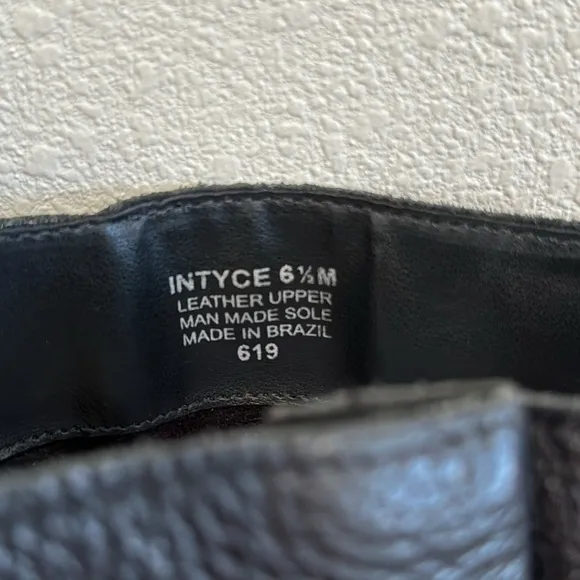 INTYCE 6½M
LEATHER UPPER
MAN MADE SOLE
MADE IN BRAZIL
619